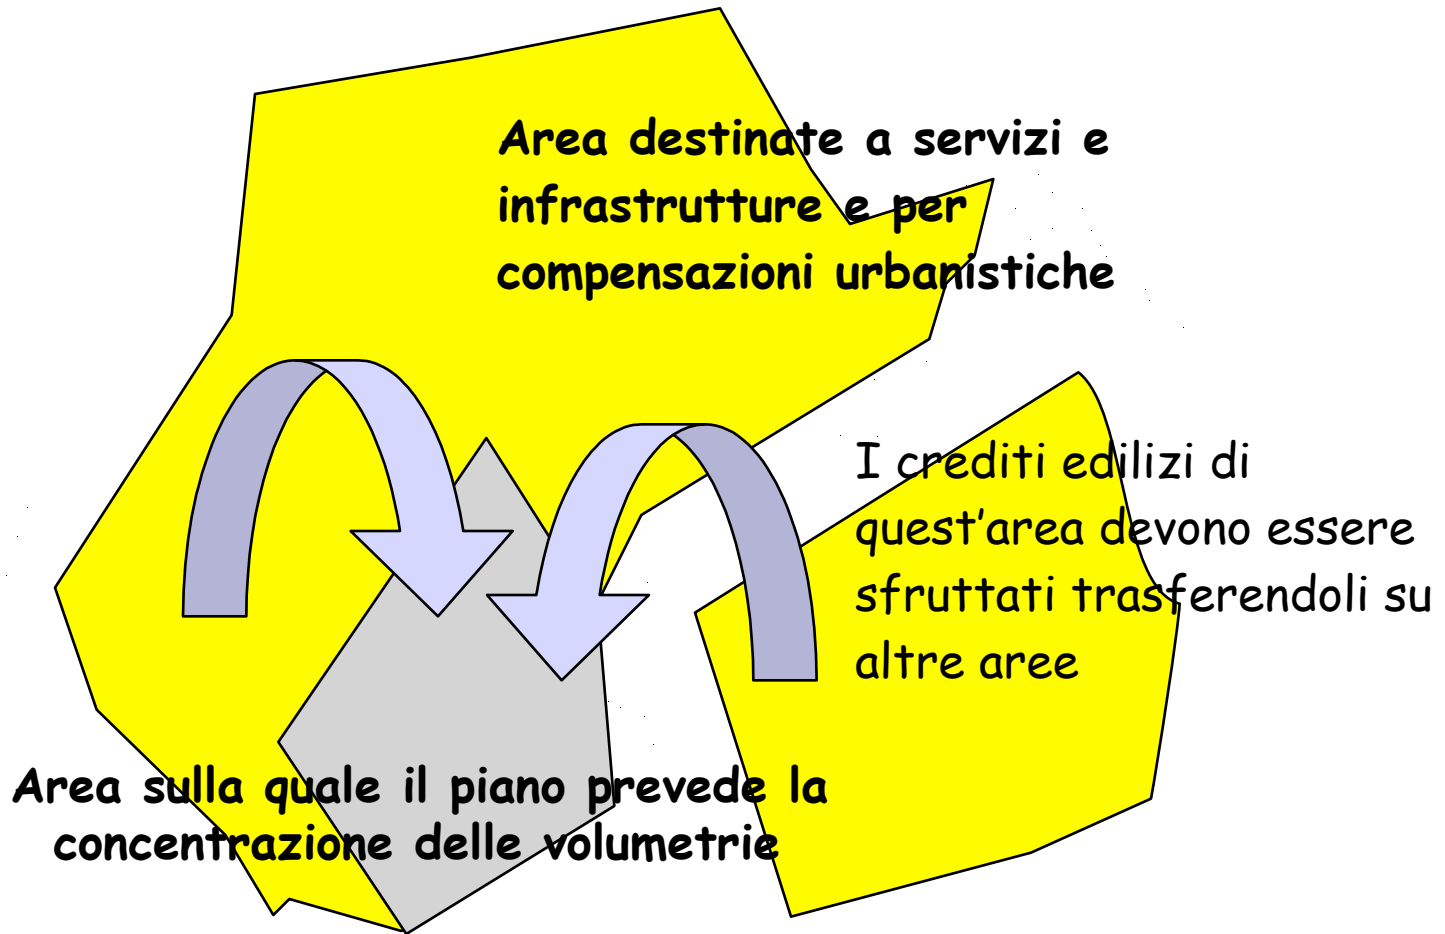 Area destinate a servizi e
infrastrutture e per
compensazioni urbanistiche
I crediti edilizi di
quest’area devono essere
sfruttati trasferendoli su
altre aree
Area sulla quale il piano prevede la
concentrazione delle volumetrie